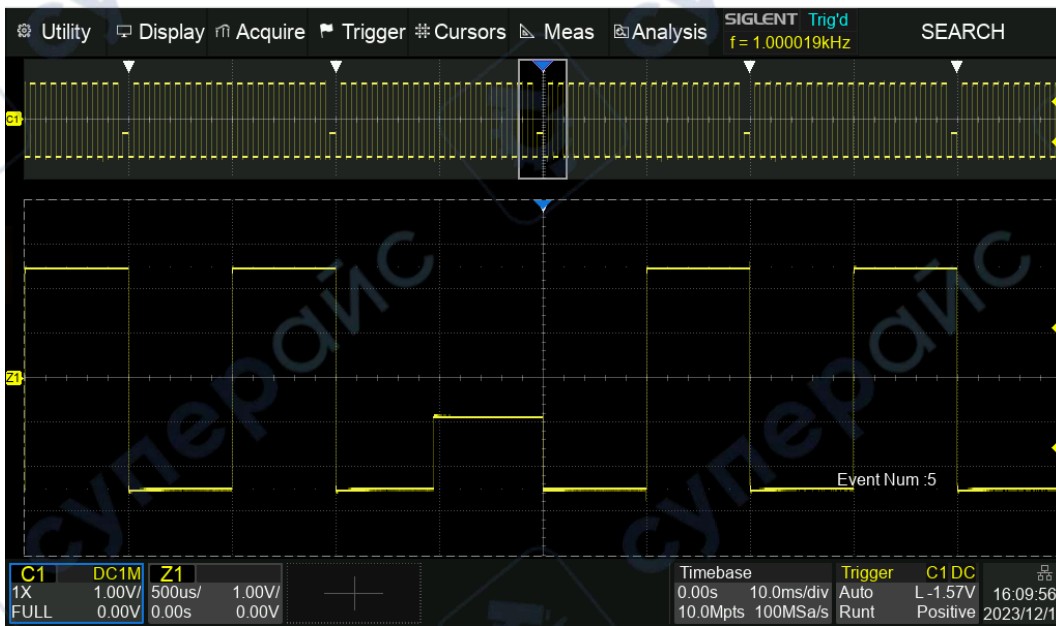 Utility Display Acquire Trigger Cursors Meas Analysis SIGLENT Trig'd SEARCH
f = 1.000019kHz
C1
Z1
Event Num :5
C1 DC1M
1X 1.00V/
FULL 0.00V
Z1
500us/ 1.00V/
0.00s 0.00V
Timebase
0.00s 10.0ms/div
10.0Mpts 100MSa/s
Trigger C1 DC
Auto L -1.57V
Runt Positive
16:09:56
2023/12/1
суперайс
суперайс